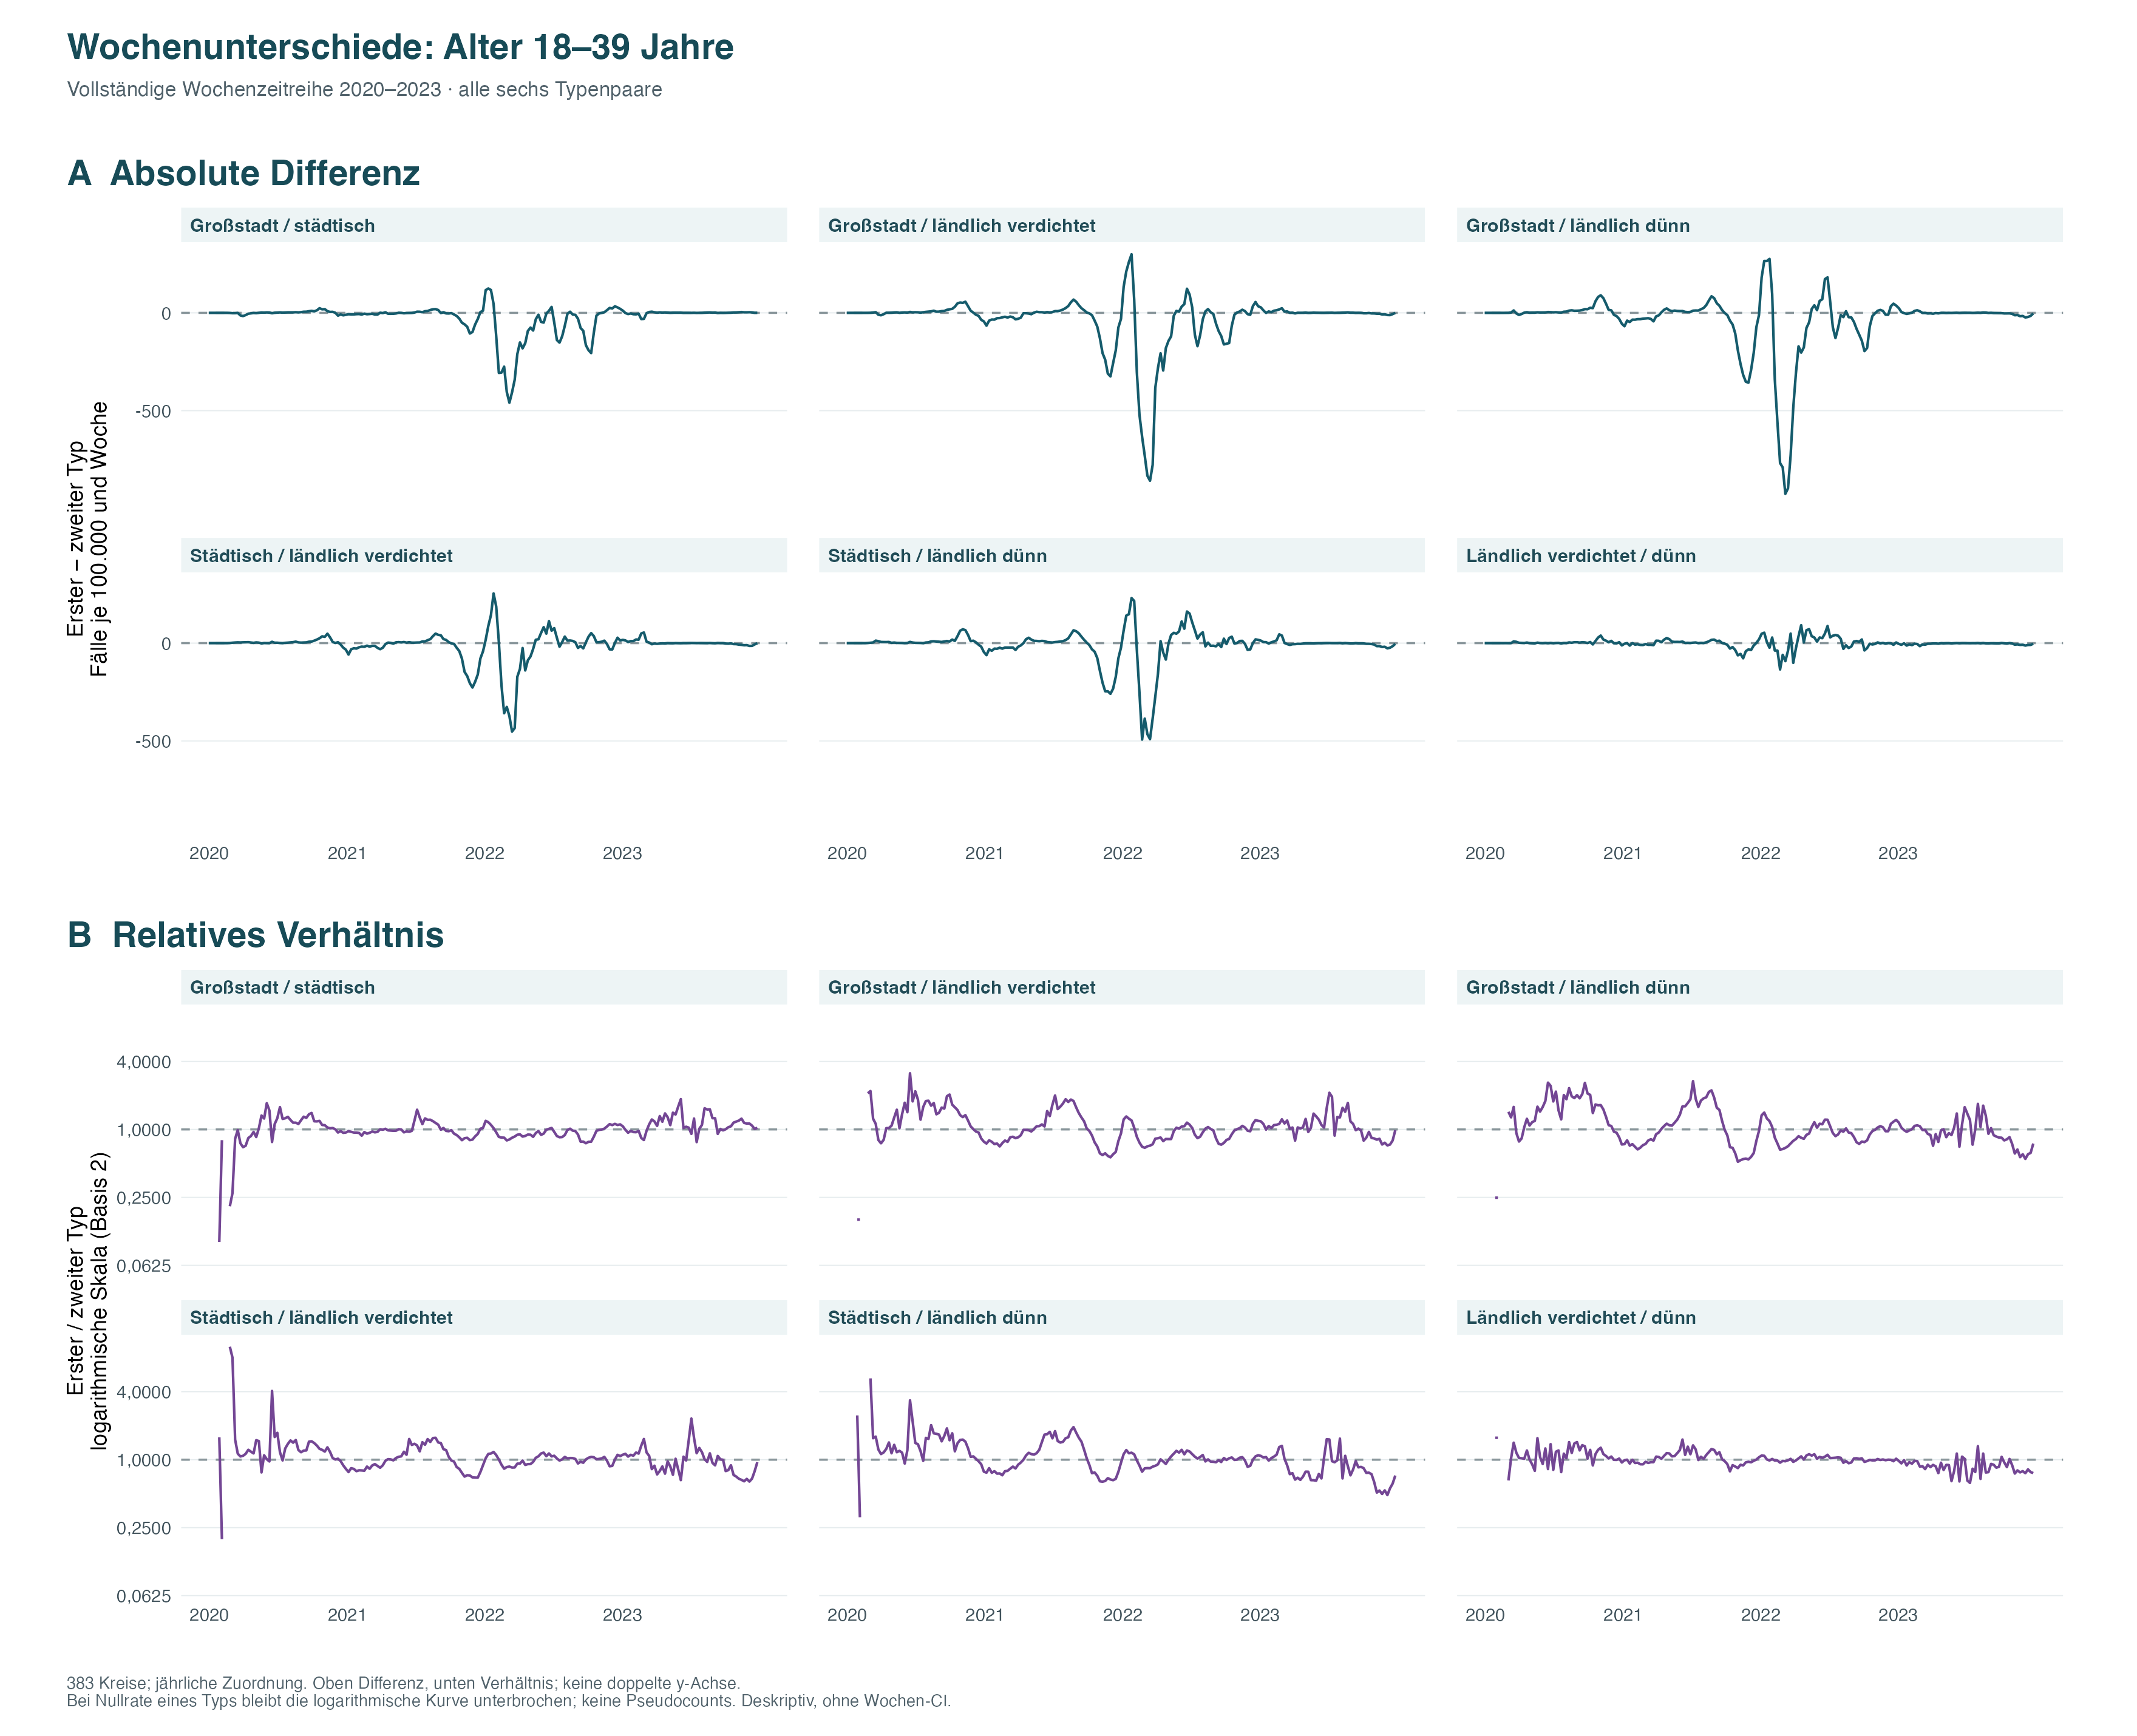 Wochenunterschiede: Alter 18–39 Jahre
Vollständige Wochenzeitreihe 2020–2023 · alle sechs Typenpaare
A Absolute Differenz
Großstadt / städtisch
Großstadt / ländlich verdichtet
Großstadt / ländlich dünn
0
-500
Erster – zweiter Typ
Fälle je 100.000 und Woche
Städtisch / ländlich verdichtet
Städtisch / ländlich dünn
Ländlich verdichtet / dünn
0
-500
2020 2021 2022 2023
2020 2021 2022 2023
2020 2021 2022 2023
B Relatives Verhältnis
Großstadt / städtisch
Großstadt / ländlich verdichtet
Großstadt / ländlich dünn
4,0000
1,0000
0,2500
0,0625
Erster / zweiter Typ
logarithmische Skala (Basis 2)
Städtisch / ländlich verdichtet
Städtisch / ländlich dünn
Ländlich verdichtet / dünn
4,0000
1,0000
0,2500
0,0625
2020 2021 2022 2023
2020 2021 2022 2023
2020 2021 2022 2023
383 Kreise; jährliche Zuordnung. Oben Differenz, unten Verhältnis; keine doppelte y-Achse.
Bei Nullrate eines Typs bleibt die logarithmische Kurve unterbrochen; keine Pseudocounts. Deskriptiv, ohne Wochen-CI.